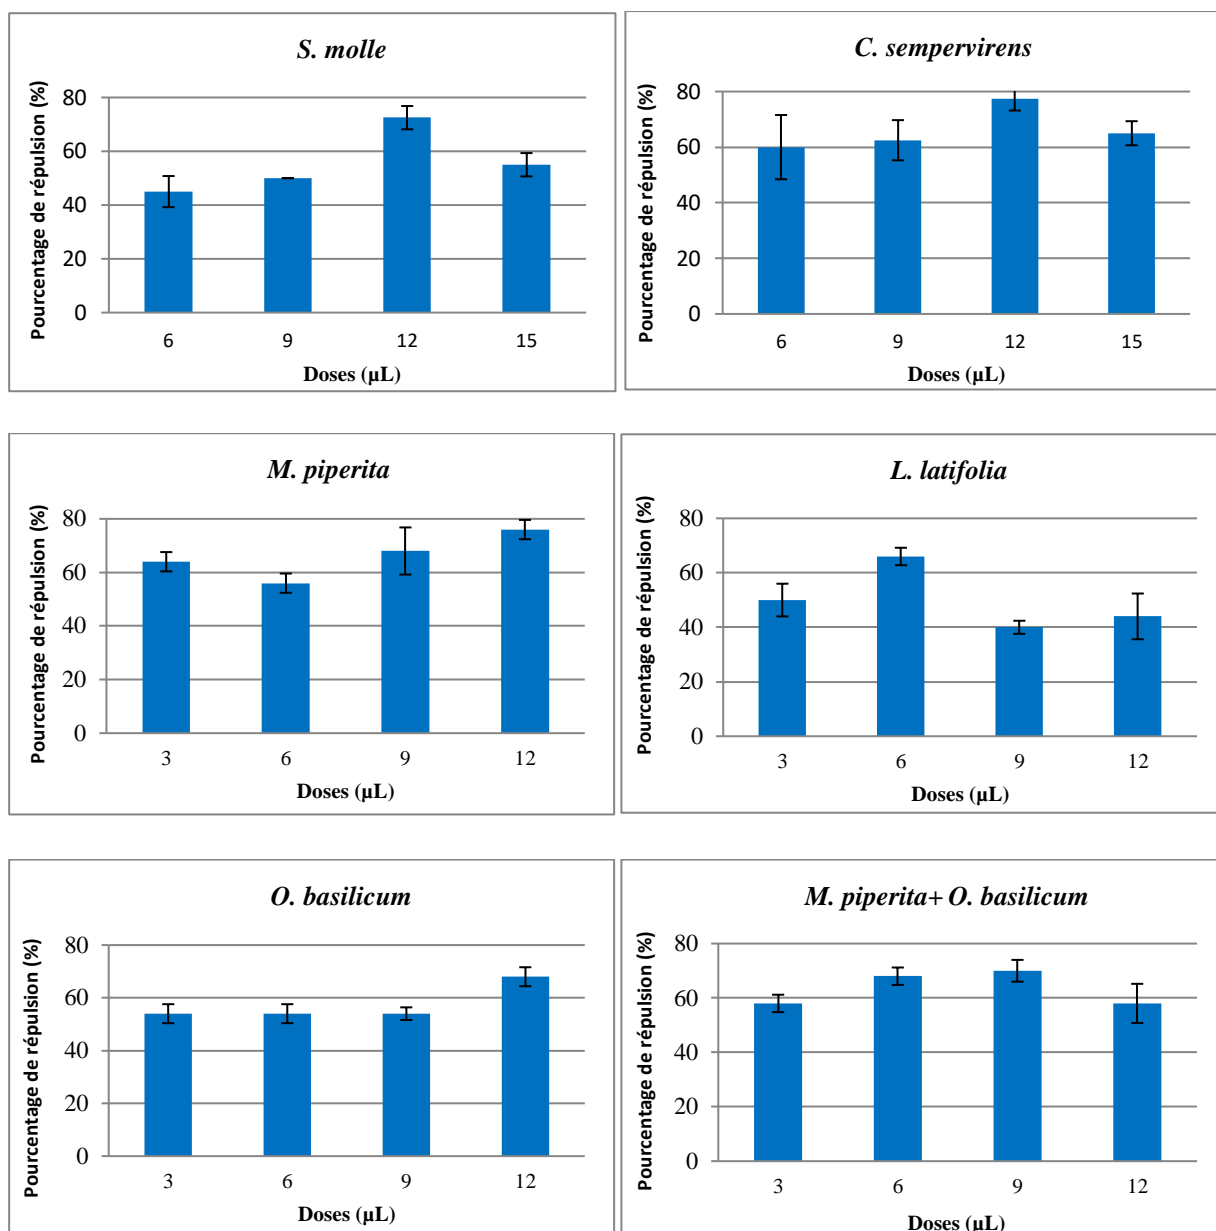 S. molle
Pourcentage de répulsion (%)
80
60
40
20
0
6 9 12 15
Doses (µL)
C. sempervirens
Pourcentage de répulsion (%)
80
60
40
20
0
6 9 12 15
Doses (µL)
M. piperita
Pourcentage de répulsion (%)
80
60
40
20
0
3 6 9 12
Doses (µL)
L. latifolia
Pourcentage de répulsion (%)
80
60
40
20
0
3 6 9 12
Doses (µL)
O. basilicum
Pourcentage de répulsion (%)
80
60
40
20
0
3 6 9 12
Doses (µL)
M. piperita+ O. basilicum
Pourcentage de répulsion (%)
80
60
40
20
0
3 6 9 12
Doses (µL)